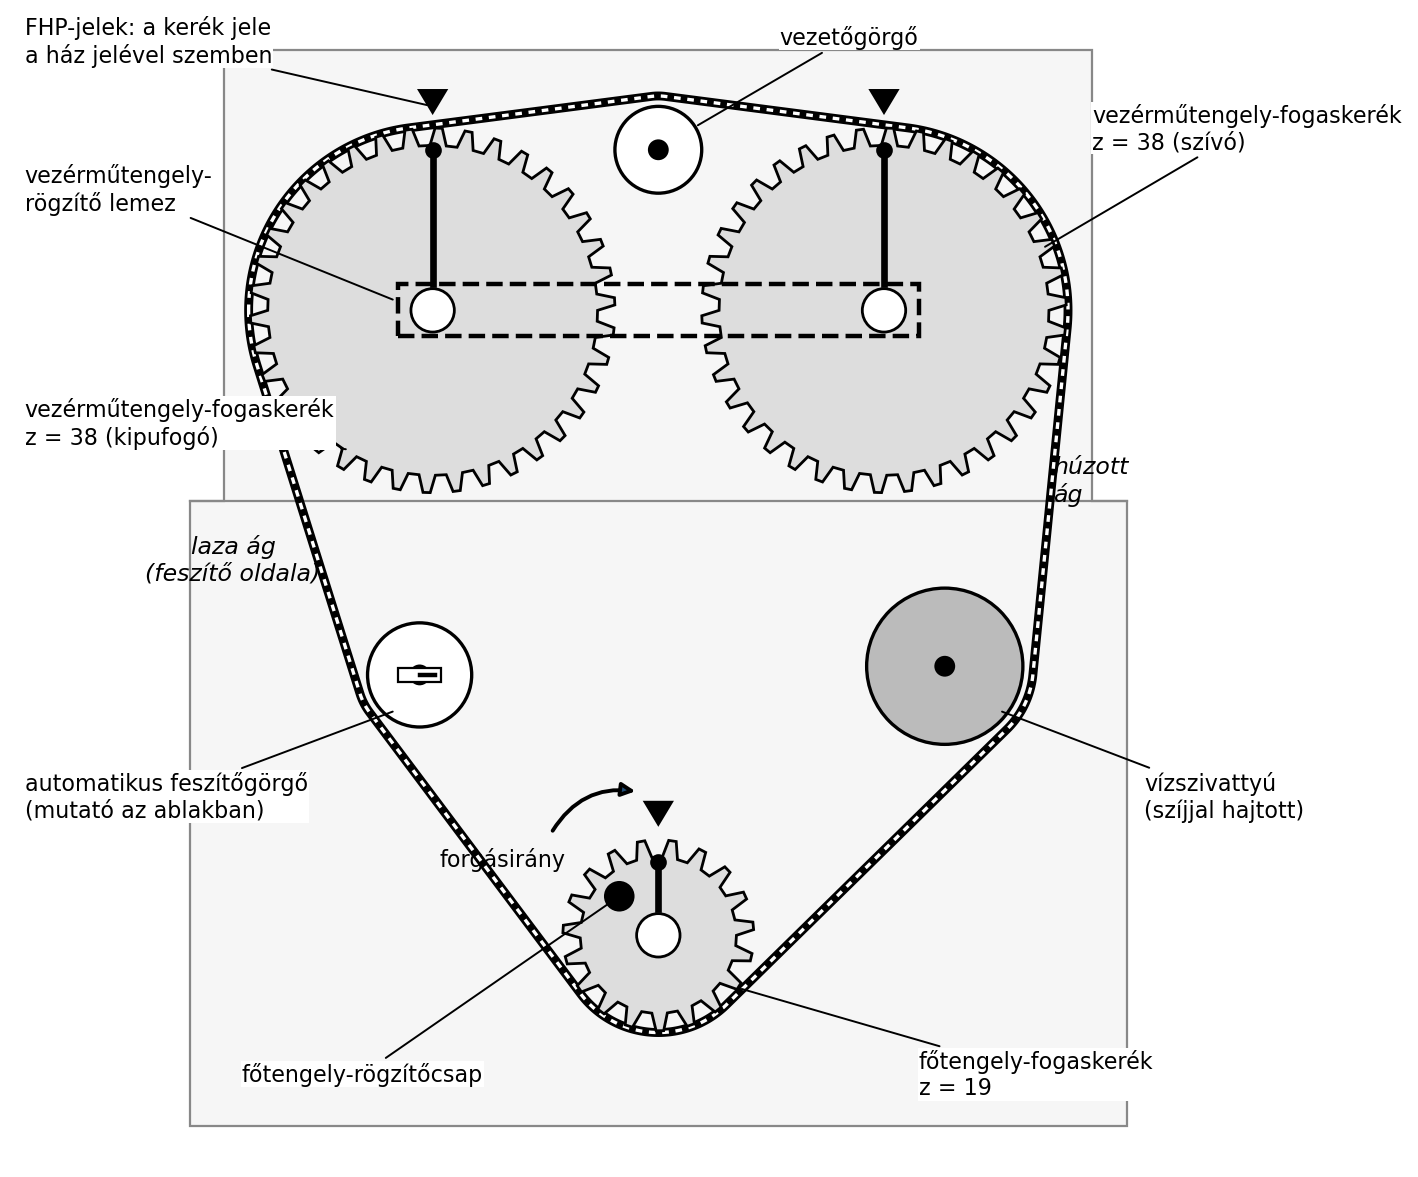 FHP-jelek: a kerék jele
a ház jelével szemben
vezetőgörgő
vezérműtengely-fogaskerék
z = 38 (szívó)
vezérműtengely-
rögzítő lemez
vezérműtengely-fogaskerék
z = 38 (kipufogó)
húzott
ág
laza ág
(feszítő oldala)
automatikus feszítőgörgő
(mutató az ablakban)
vízszivattyú
(szíjjal hajtott)
forgásirány
főtengely-rögzítőcsap
főtengely-fogaskerék
z = 19